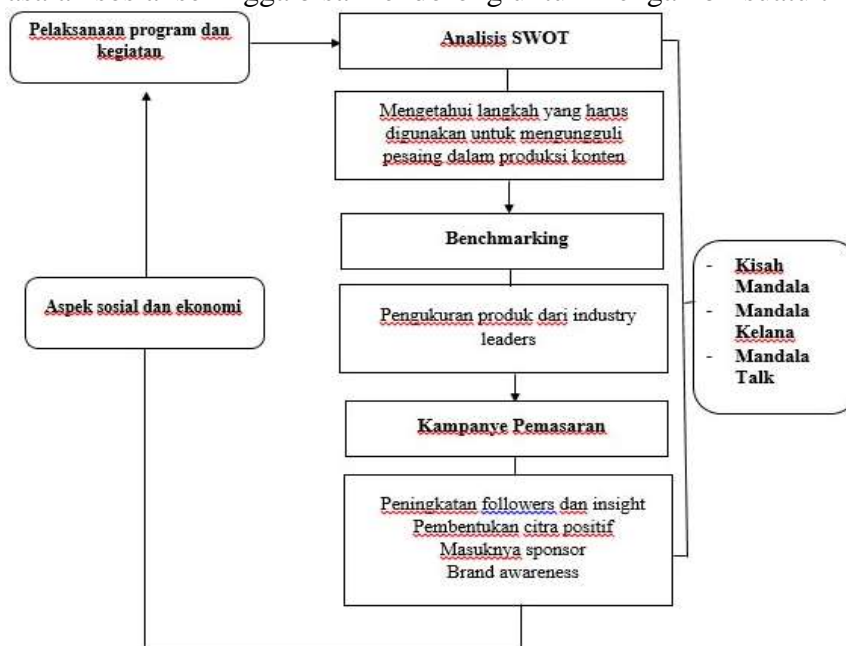 Pelaksanaan program dan
kegiatan
Analisis SWOT
Mengetahui langkah yang harus
digunakan untuk mengungguli
pesaing dalam produksi konten
Benchmarking
Aspek sosial dan ekonomi
Pengukuran produk dari industry
leaders
- Kisah
Mandala
- Mandala
Kelana
- Mandala
Talk
Kampanye Pemasaran
Peningkatan followers dan insight
Pembentukan citra positif
Masuknya sponsor
Brand awareness